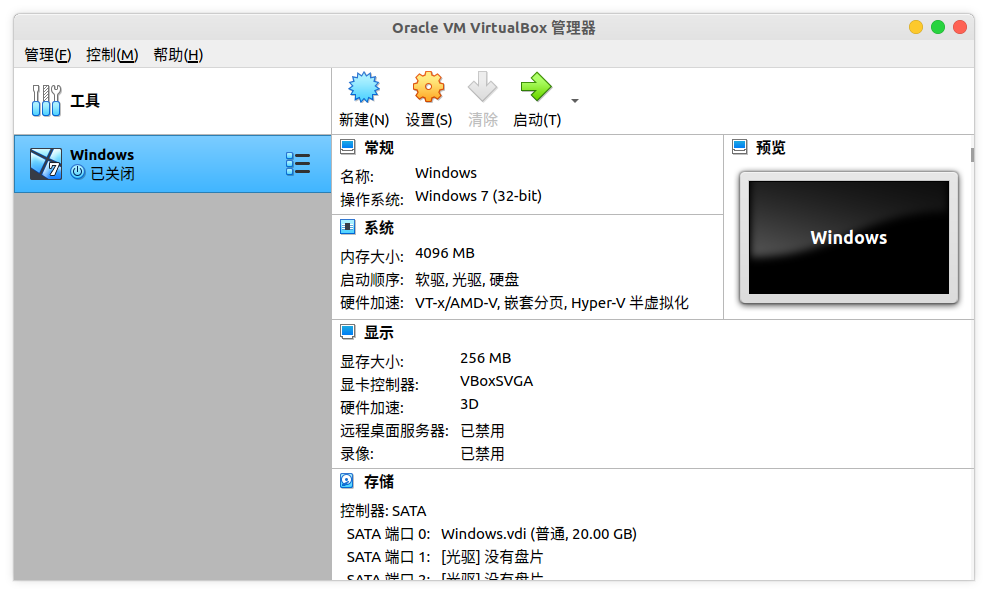 Oracle VM VirtualBox 管理器
管理(F) 控制(M) 帮助(H)
工具
新建(N) 设置(S) 清除 启动(T)
Windows
已关闭
常规
名称: Windows
操作系统: Windows 7 (32-bit)
预览
Windows
系统
内存大小: 4096 MB
启动顺序: 软驱, 光驱, 硬盘
硬件加速: VT-x/AMD-V, 嵌套分页, Hyper-V 半虚拟化
显示
显存大小: 256 MB
显卡控制器: VBoxSVGA
硬件加速: 3D
远程桌面服务器: 已禁用
录像: 已禁用
存储
控制器: SATA
SATA 端口 0: Windows.vdi (普通, 20.00 GB)
SATA 端口 1: [光驱] 没有盘片
SATA 端口 2: [光驱] 没有盘片